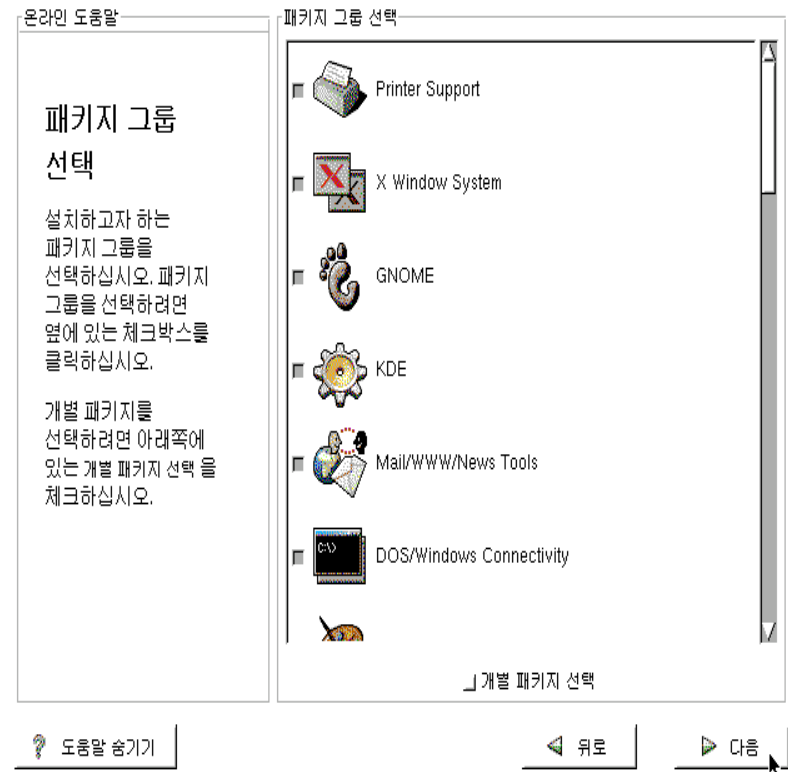 온라인 도움말
패키지 그룹
선택
설치하고자 하는
패키지 그룹을
선택하십시오. 패키지
그룹을 선택하려면
옆에 있는 체크박스를
클릭하십시오.
개별 패키지를
선택하려면 아래쪽에
있는 개별 패키지 선택 을
체크하십시오.
패키지 그룹 선택
Printer Support
X Window System
GNOME
KDE
Mail/WWW/News Tools
C:\>
DOS/Windows Connectivity
개별 패키지 선택
도움말 숨기기
뒤로
다음